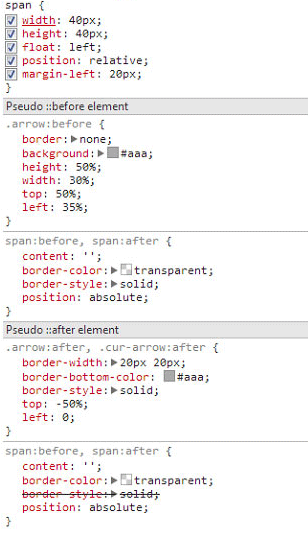 span {
width: 40px;
height: 40px;
float: left;
position: relative;
margin-left: 20px;
}
Pseudo ::before element
.arrow:before {
border:▶none;
background:▶#aaa;
height: 50%;
width: 30%;
top: 50%;
left: 35%;
}
span:before, span:after {
content: '';
border-color:▶transparent;
border-style:▶solid;
position: absolute;
}
Pseudo ::after element
.arrow:after, .cur-arrow:after {
border-width:▶20px 20px;
border-bottom-color: #aaa;
border-style:▶solid;
top: -50%;
left: 0;
}
span:before, span:after {
content: '';
border-color:▶transparent;
border-style:▶solid;
position: absolute;
}